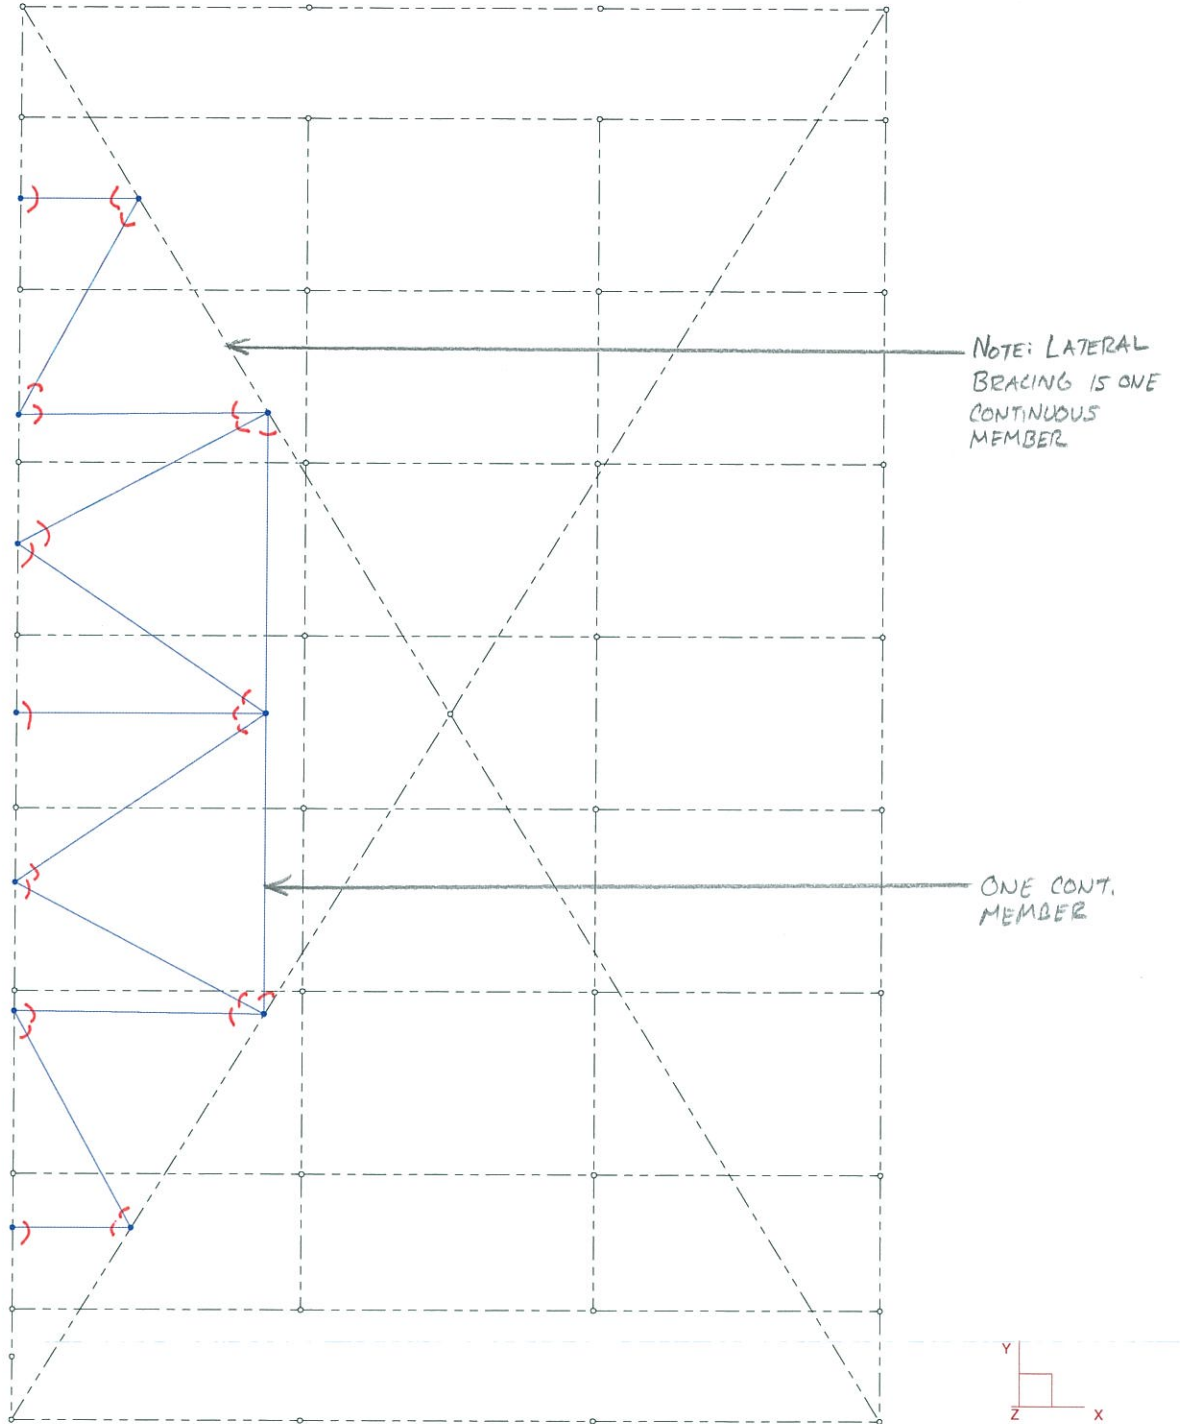 NOTE: LATERAL
BRACING IS ONE
CONTINUOUS
MEMBER
ONE CONT.
MEMBER
Y
Z X